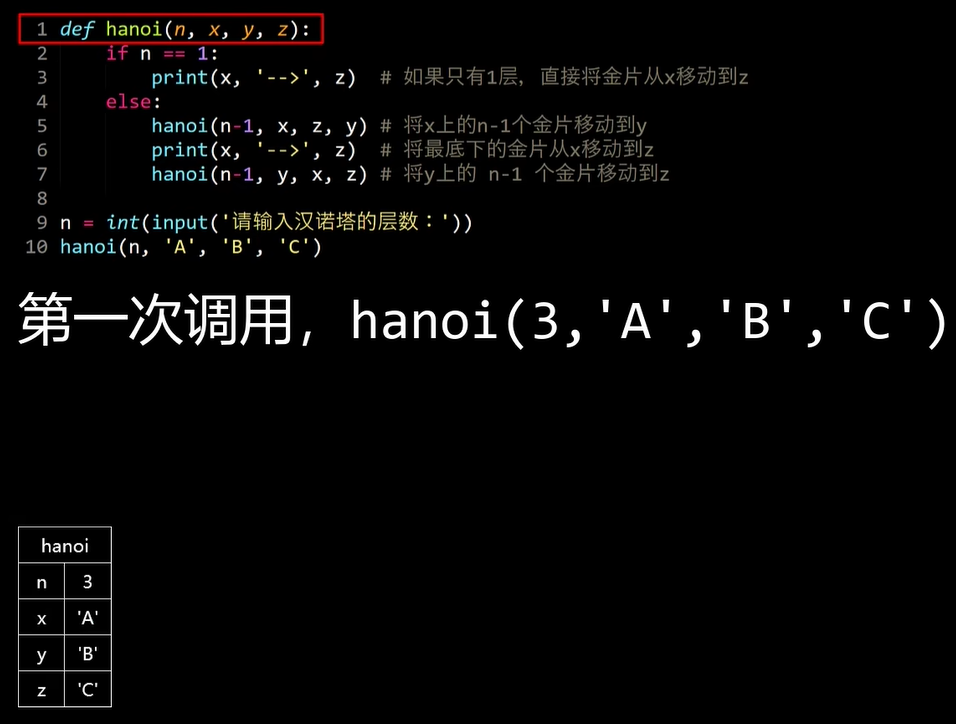 1 def hanoi(n, x, y, z):
2 if n == 1:
3 print(x, '-->', z) # 如果只有1层，直接将金片从x移动到z
4 else:
5 hanoi(n-1, x, z, y) # 将x上的n-1个金片移动到y
6 print(x, '-->', z) # 将最底下的金片从x移动到z
7 hanoi(n-1, y, x, z) # 将y上的 n-1 个金片移动到z
8
9 n = int(input('请输入汉诺塔的层数：'))
10 hanoi(n, 'A', 'B', 'C')
第一次调用，hanoi(3,'A','B','C')
hanoi
n 3
x 'A'
y 'B'
z 'C'